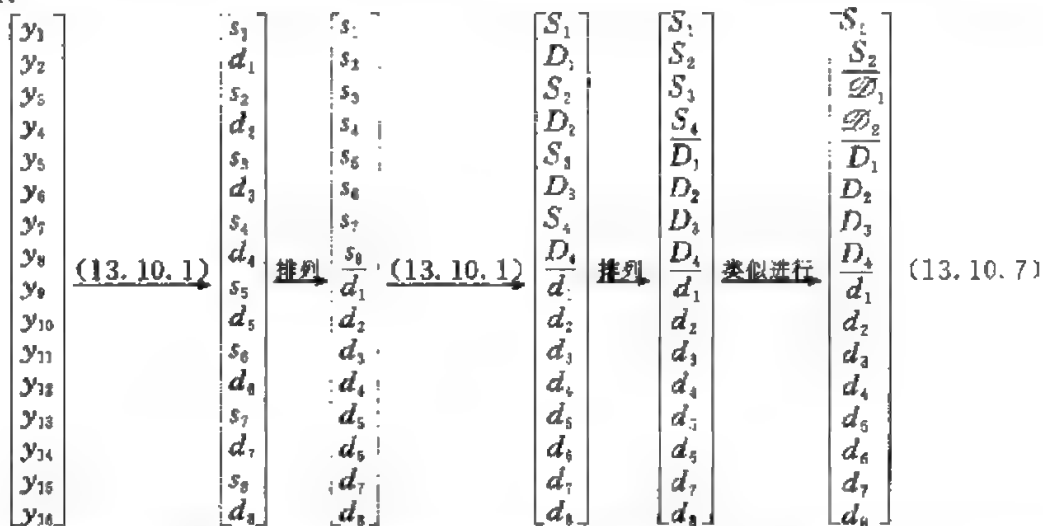 y₁ s₁ s₁ S₁ S₁ S₁
y₂ d₁ s₂ D₁ S₂ S₂
y₃ s₂ s₃ S₂ S₃ 𝒟₁
y₄ d₂ s₄ D₂ S₄ 𝒟₂
y₅ s₃ s₅ S₃ D₁ D₁
y₆ d₃ s₆ D₃ D₂ D₂
y₇ s₄ s₇ S₄ D₃ D₃
y₈ (13.10.1) d₄ 排列 s₈ (13.10.1) D₄ 排列 D₄ 类似进行 D₄ (13.10.7)
y₉ s₅ d₁ d₁ d₁ d₁
y₁₀ d₅ d₂ d₂ d₂ d₂
y₁₁ s₆ d₃ d₃ d₃ d₃
y₁₂ d₆ d₄ d₄ d₄ d₄
y₁₃ s₇ d₅ d₅ d₅ d₅
y₁₄ d₇ d₆ d₆ d₆ d₆
y₁₅ s₈ d₇ d₇ d₇ d₇
y₁₆ d₈ d₈ d₈ d₈ d₈